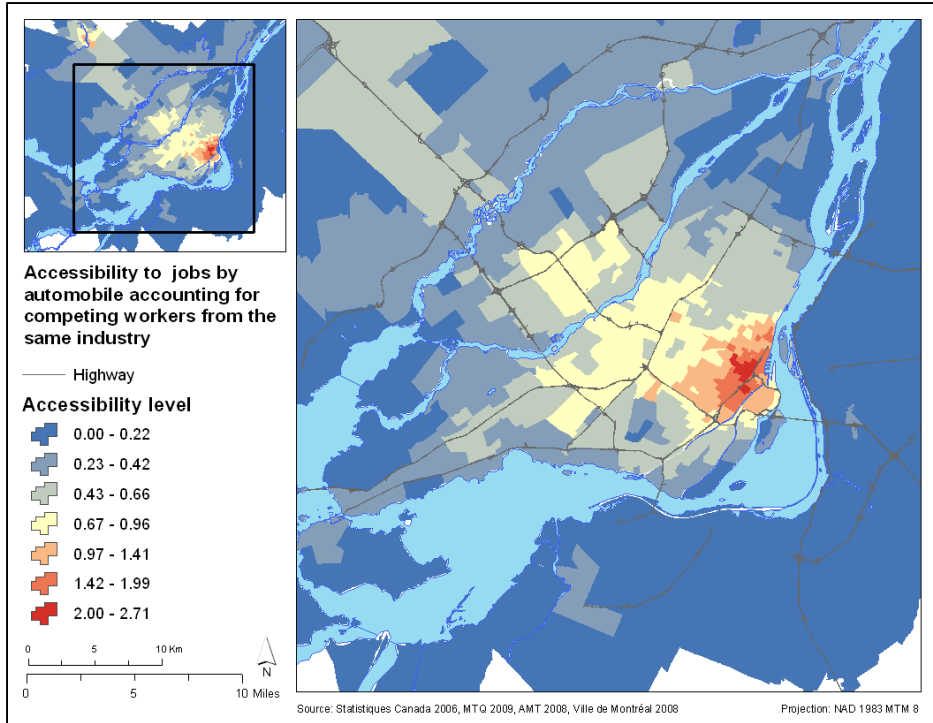 Accessibility to jobs by
automobile accounting for
competing workers from the
same industry
Highway
Accessibility level
0.00 - 0.22
0.23 - 0.42
0.43 - 0.66
0.67 - 0.96
0.97 - 1.41
1.42 - 1.99
2.00 - 2.71
0 5 10 Km
N
0 5 10 Miles
Source: Statistiques Canada 2006, MTQ 2009, AMT 2008, Ville de Montréal 2008
Projection: NAD 1983 MTM 8